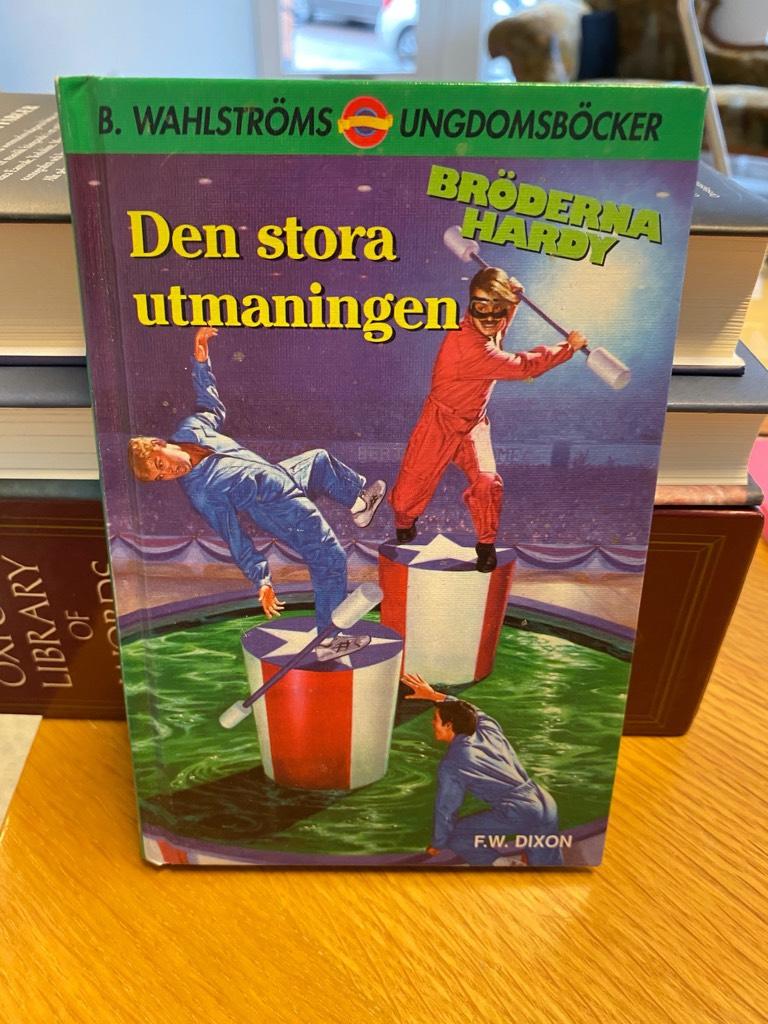 B. WAHLSTRÖMS UNGDOMSBÖCKER
BRÖDERNA
HARDY
Den stora
utmaningen
F.W. DIXON
LIBRARY
OF